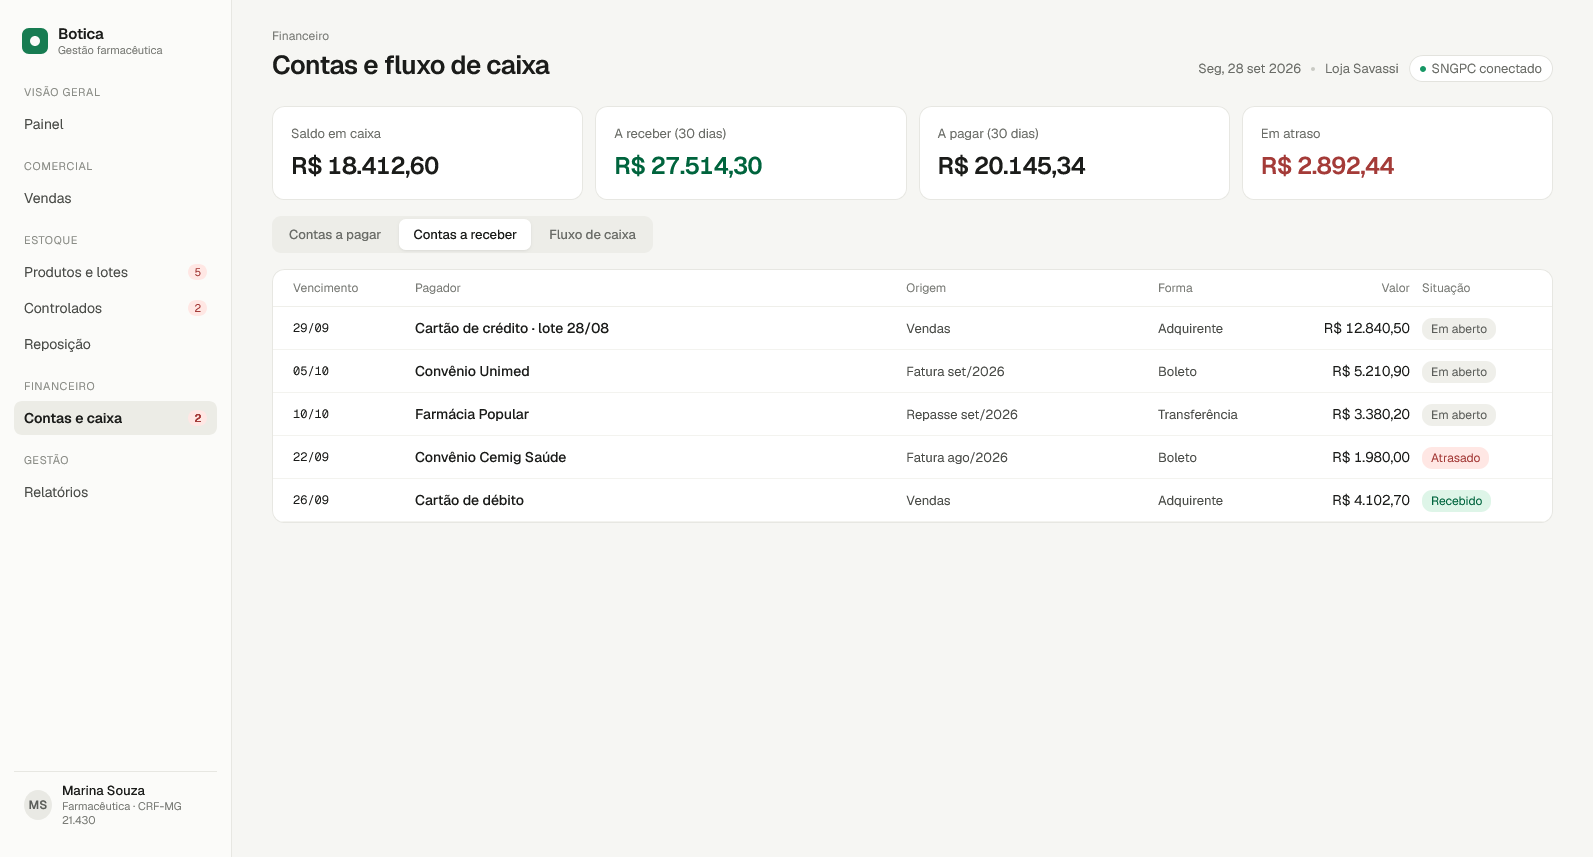 Botica
Gestão farmacêutica
VISÃO GERAL
Painel
COMERCIAL
Vendas
ESTOQUE
Produtos e lotes 5
Controlados 2
Reposição
FINANCEIRO
Contas e caixa 2
GESTÃO
Relatórios
MS
Marina Souza
Farmacêutica · CRF-MG
21.430
Financeiro
Contas e fluxo de caixa
Seg, 28 set 2026 • Loja Savassi
SNGPC conectado
Saldo em caixa
R$ 18.412,60
A receber (30 dias)
R$ 27.514,30
A pagar (30 dias)
R$ 20.145,34
Em atraso
R$ 2.892,44
Contas a pagar Contas a receber Fluxo de caixa
Vencimento Pagador Origem Forma Valor Situação
29/09 Cartão de crédito · lote 28/08 Vendas Adquirente R$ 12.840,50 Em aberto
05/10 Convênio Unimed Fatura set/2026 Boleto R$ 5.210,90 Em aberto
10/10 Farmácia Popular Repasse set/2026 Transferência R$ 3.380,20 Em aberto
22/09 Convênio Cemig Saúde Fatura ago/2026 Boleto R$ 1.980,00 Atrasado
26/09 Cartão de débito Vendas Adquirente R$ 4.102,70 Recebido